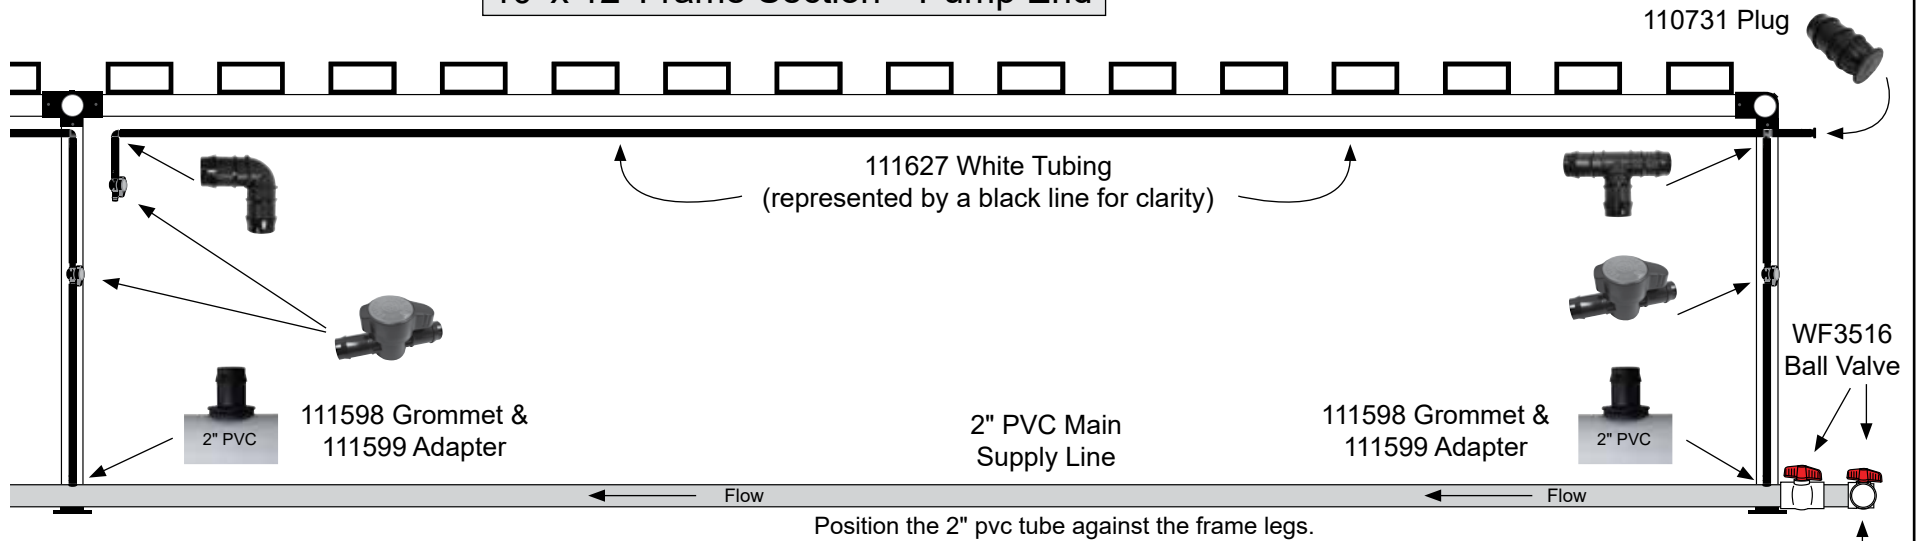 110731 Plug
111627 White Tubing
(represented by a black line for clarity)
WF3516
Ball Valve
2" PVC
111598 Grommet &
111599 Adapter
2" PVC Main
Supply Line
111598 Grommet &
111599 Adapter
2" PVC
Flow
Flow
Position the 2" pvc tube against the frame legs.